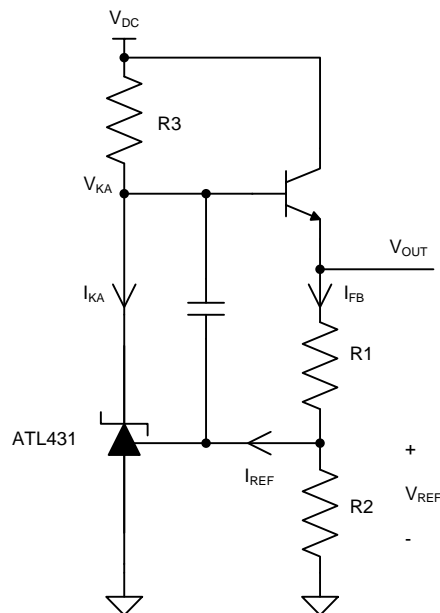 VDC
R3
VKA
VOUT
IKA
IFB
R1
ATL431
IREF
+
VREF
R2
-